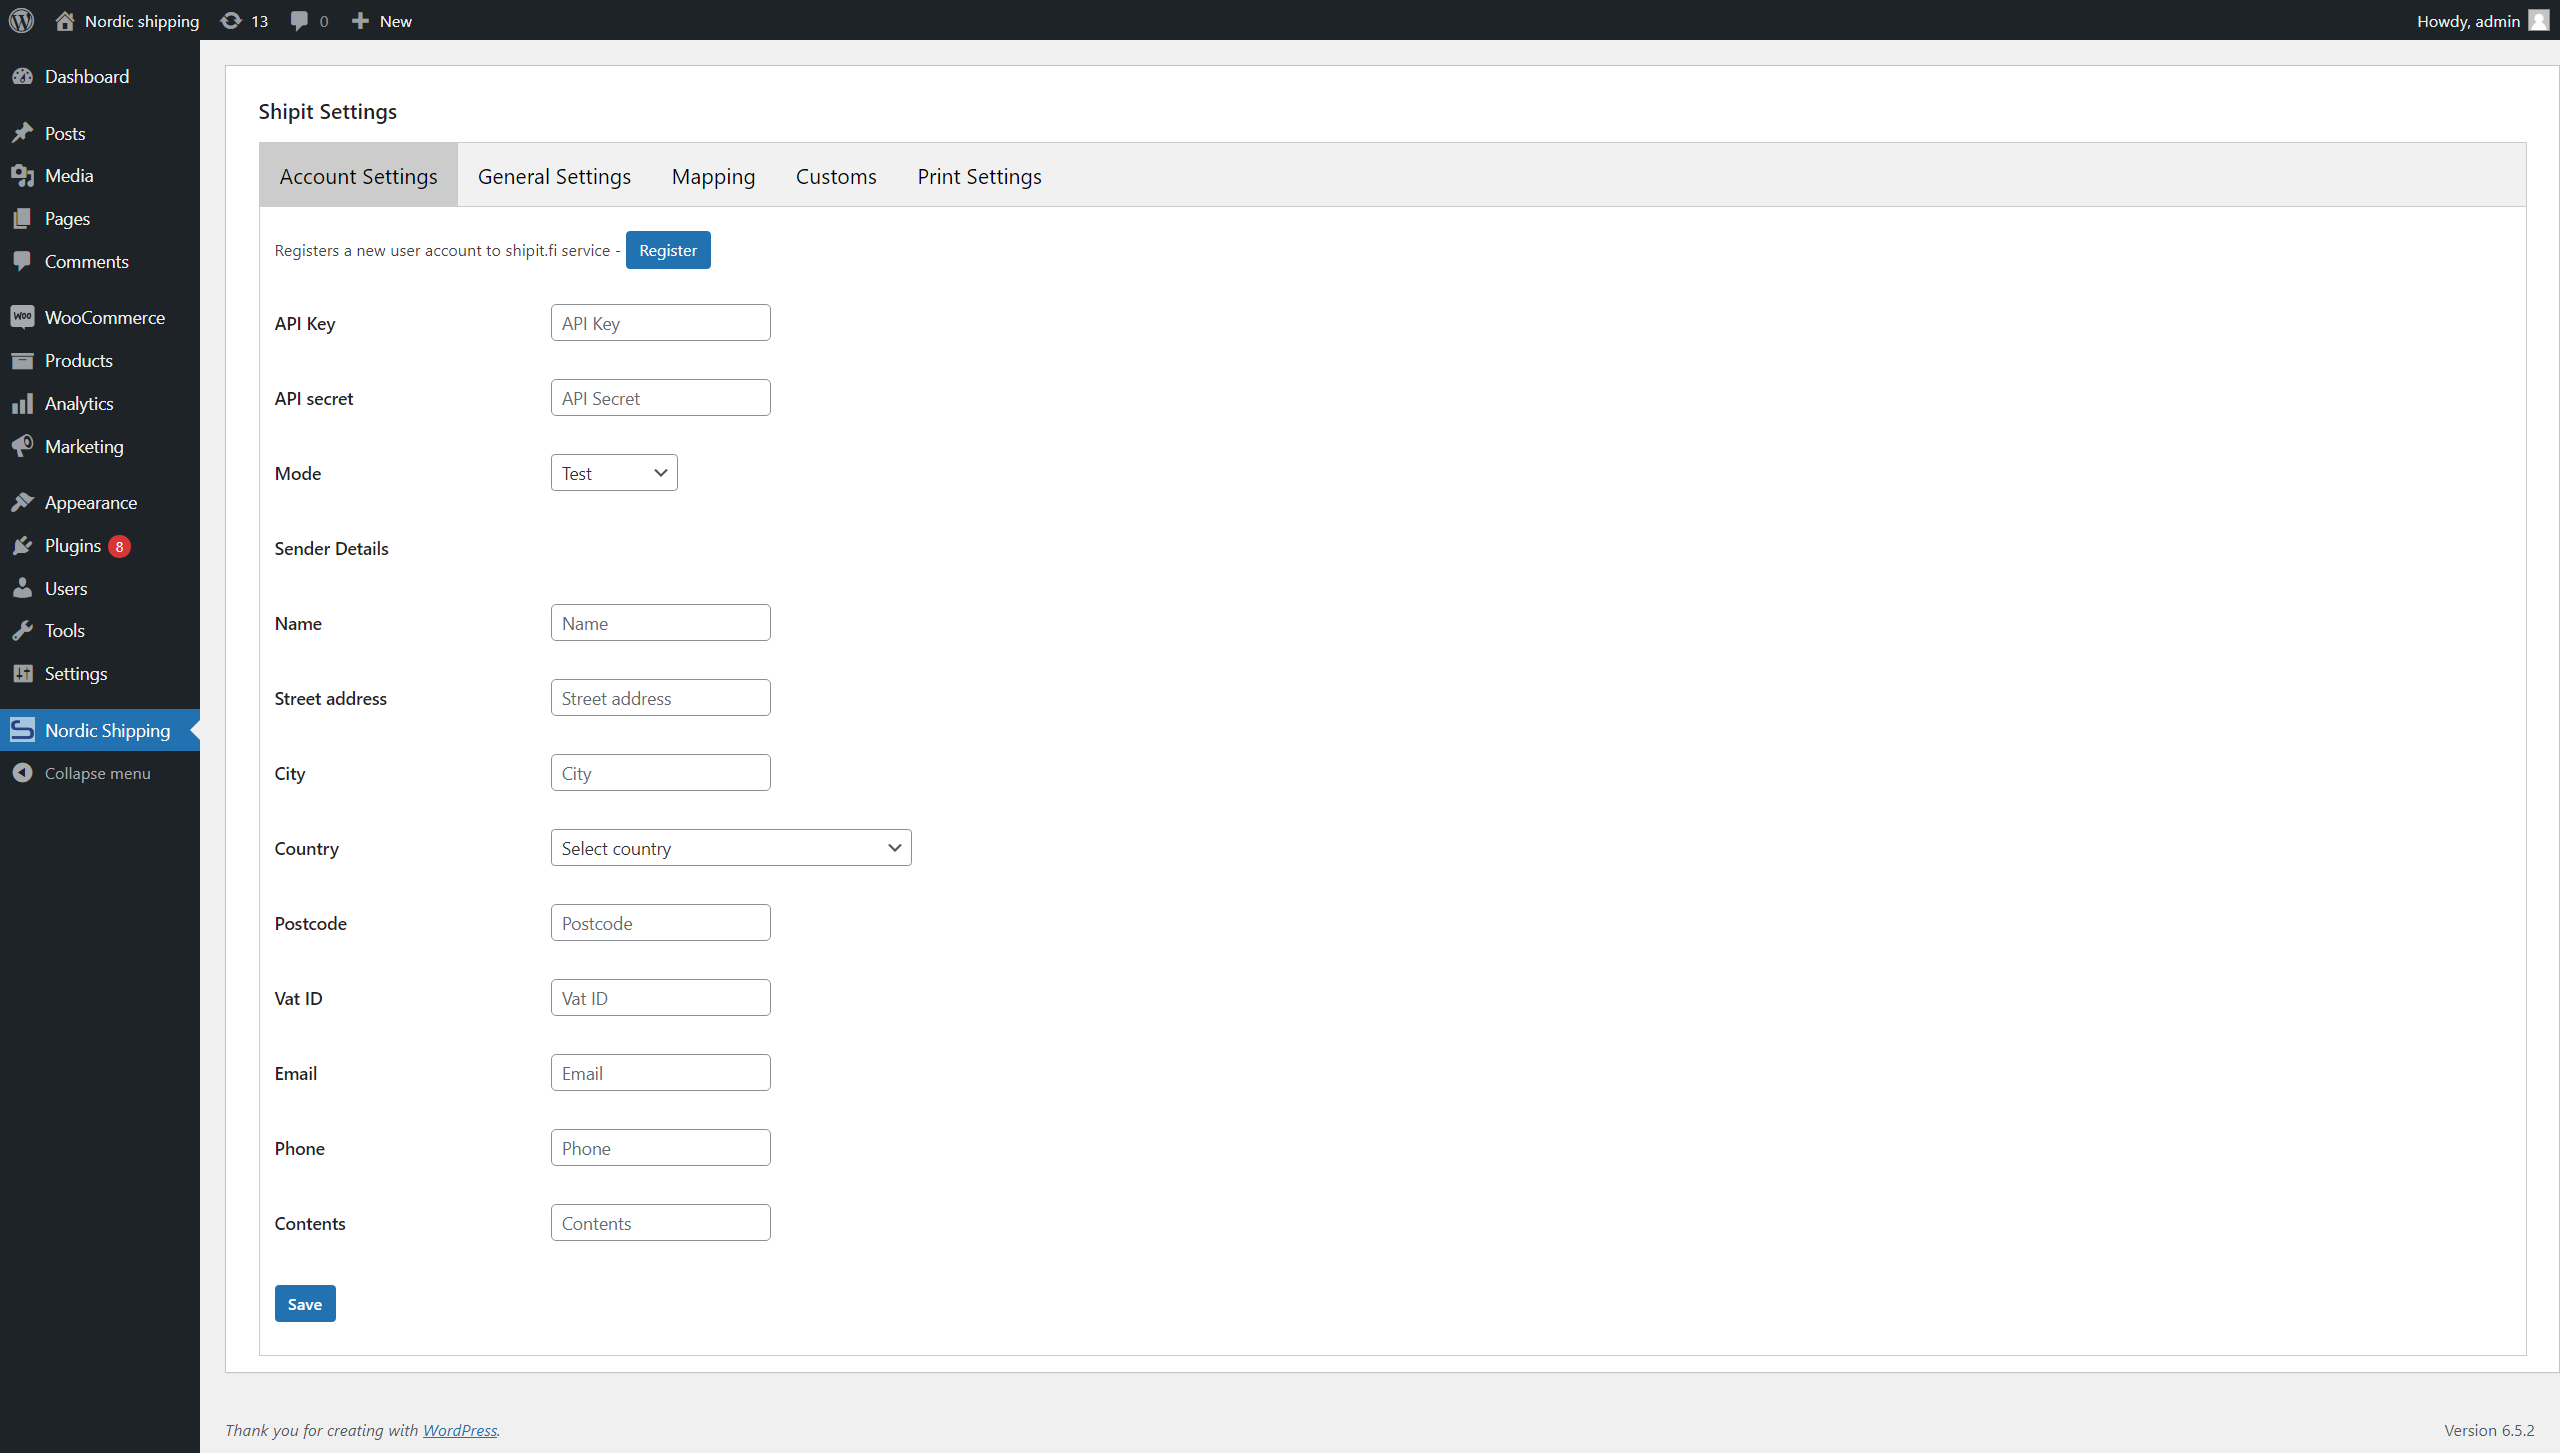 Nordic shipping 13 0 New Howdy, admin
Dashboard
Posts
Media
Pages
Comments
WooCommerce
Products
Analytics
Marketing
Appearance
Plugins 8
Users
Tools
Settings
Nordic Shipping
Collapse menu
Shipit Settings
Account Settings General Settings Mapping Customs Print Settings
Registers a new user account to shipit.fi service - Register
API Key API Key
API secret API Secret
Mode Test
Sender Details
Name Name
Street address Street address
City City
Country Select country
Postcode Postcode
Vat ID Vat ID
Email Email
Phone Phone
Contents Contents
Save
Thank you for creating with WordPress. Version 6.5.2